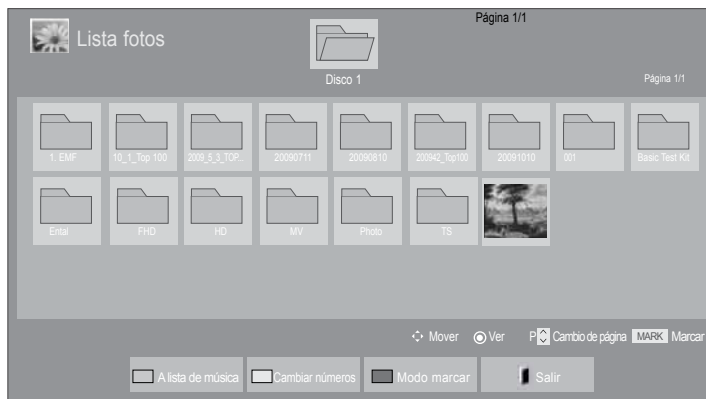 Página 1/1
Lista fotos
Disco 1
Página 1/1
1. EMF
10_1_Top 100
2009_5_3_TOP...
20090711
20090810
200942_Top100
20091010
001
Basic Test Kit
Ental
FHD
HD
MV
Photo
TS
Mover Ver P Cambio de página MARK Marcar
A lista de música Cambiar números Modo marcar Salir